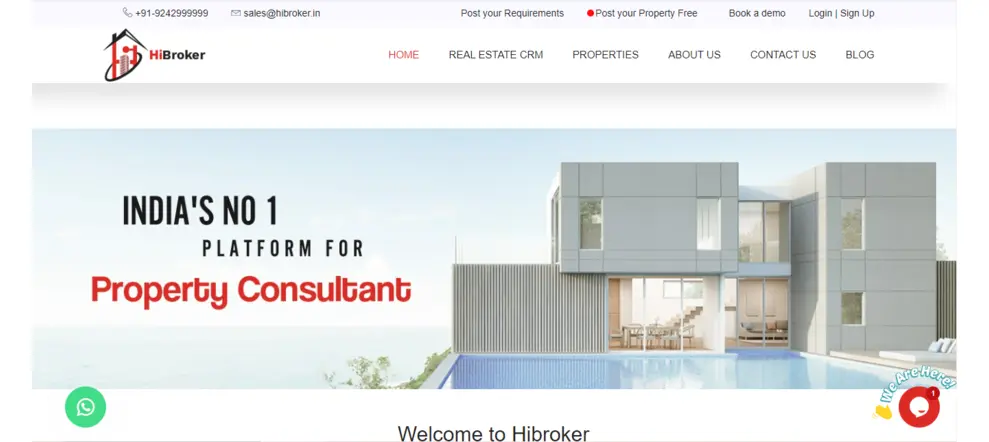 +91-9242999999 sales@hibroker.in Post your Requirements Post your Property Free Book a demo Login | Sign Up
HiBroker HOME REAL ESTATE CRM PROPERTIES ABOUT US CONTACT US BLOG
INDIA'S NO 1
PLATFORM FOR
Property Consultant
We Are Here!
1
Welcome to Hibroker